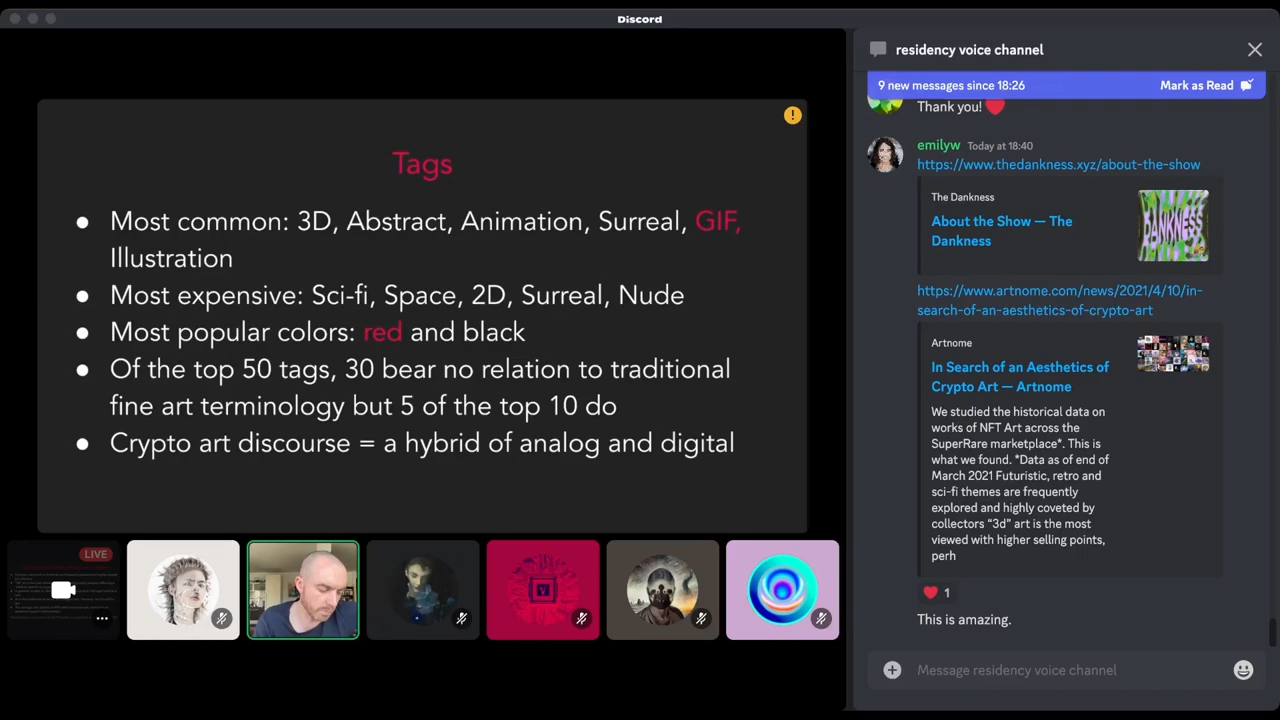 Discord
Tags
● Most common: 3D, Abstract, Animation, Surreal, GIF,
Illustration
● Most expensive: Sci-fi, Space, 2D, Surreal, Nude
● Most popular colors: red and black
● Of the top 50 tags, 30 bear no relation to traditional
fine art terminology but 5 of the top 10 do
● Crypto art discourse = a hybrid of analog and digital
LIVE
residency voice channel
9 new messages since 18:26 Mark as Read
Thank you!
emilyw Today at 18:40
https://www.thedankness.xyz/about-the-show
The Dankness
About the Show — The
Dankness
DANKNESS
https://www.artnome.com/news/2021/4/10/in-
search-of-an-aesthetics-of-crypto-art
Artnome
In Search of an Aesthetics of
Crypto Art — Artnome
We studied the historical data on
works of NFT Art across the
SuperRare marketplace*. This is
what we found. *Data as of end of
March 2021 Futuristic, retro and
sci-fi themes are frequently
explored and highly coveted by
collectors “3d” art is the most
viewed with higher selling points,
perh
1
This is amazing.
Message residency voice channel